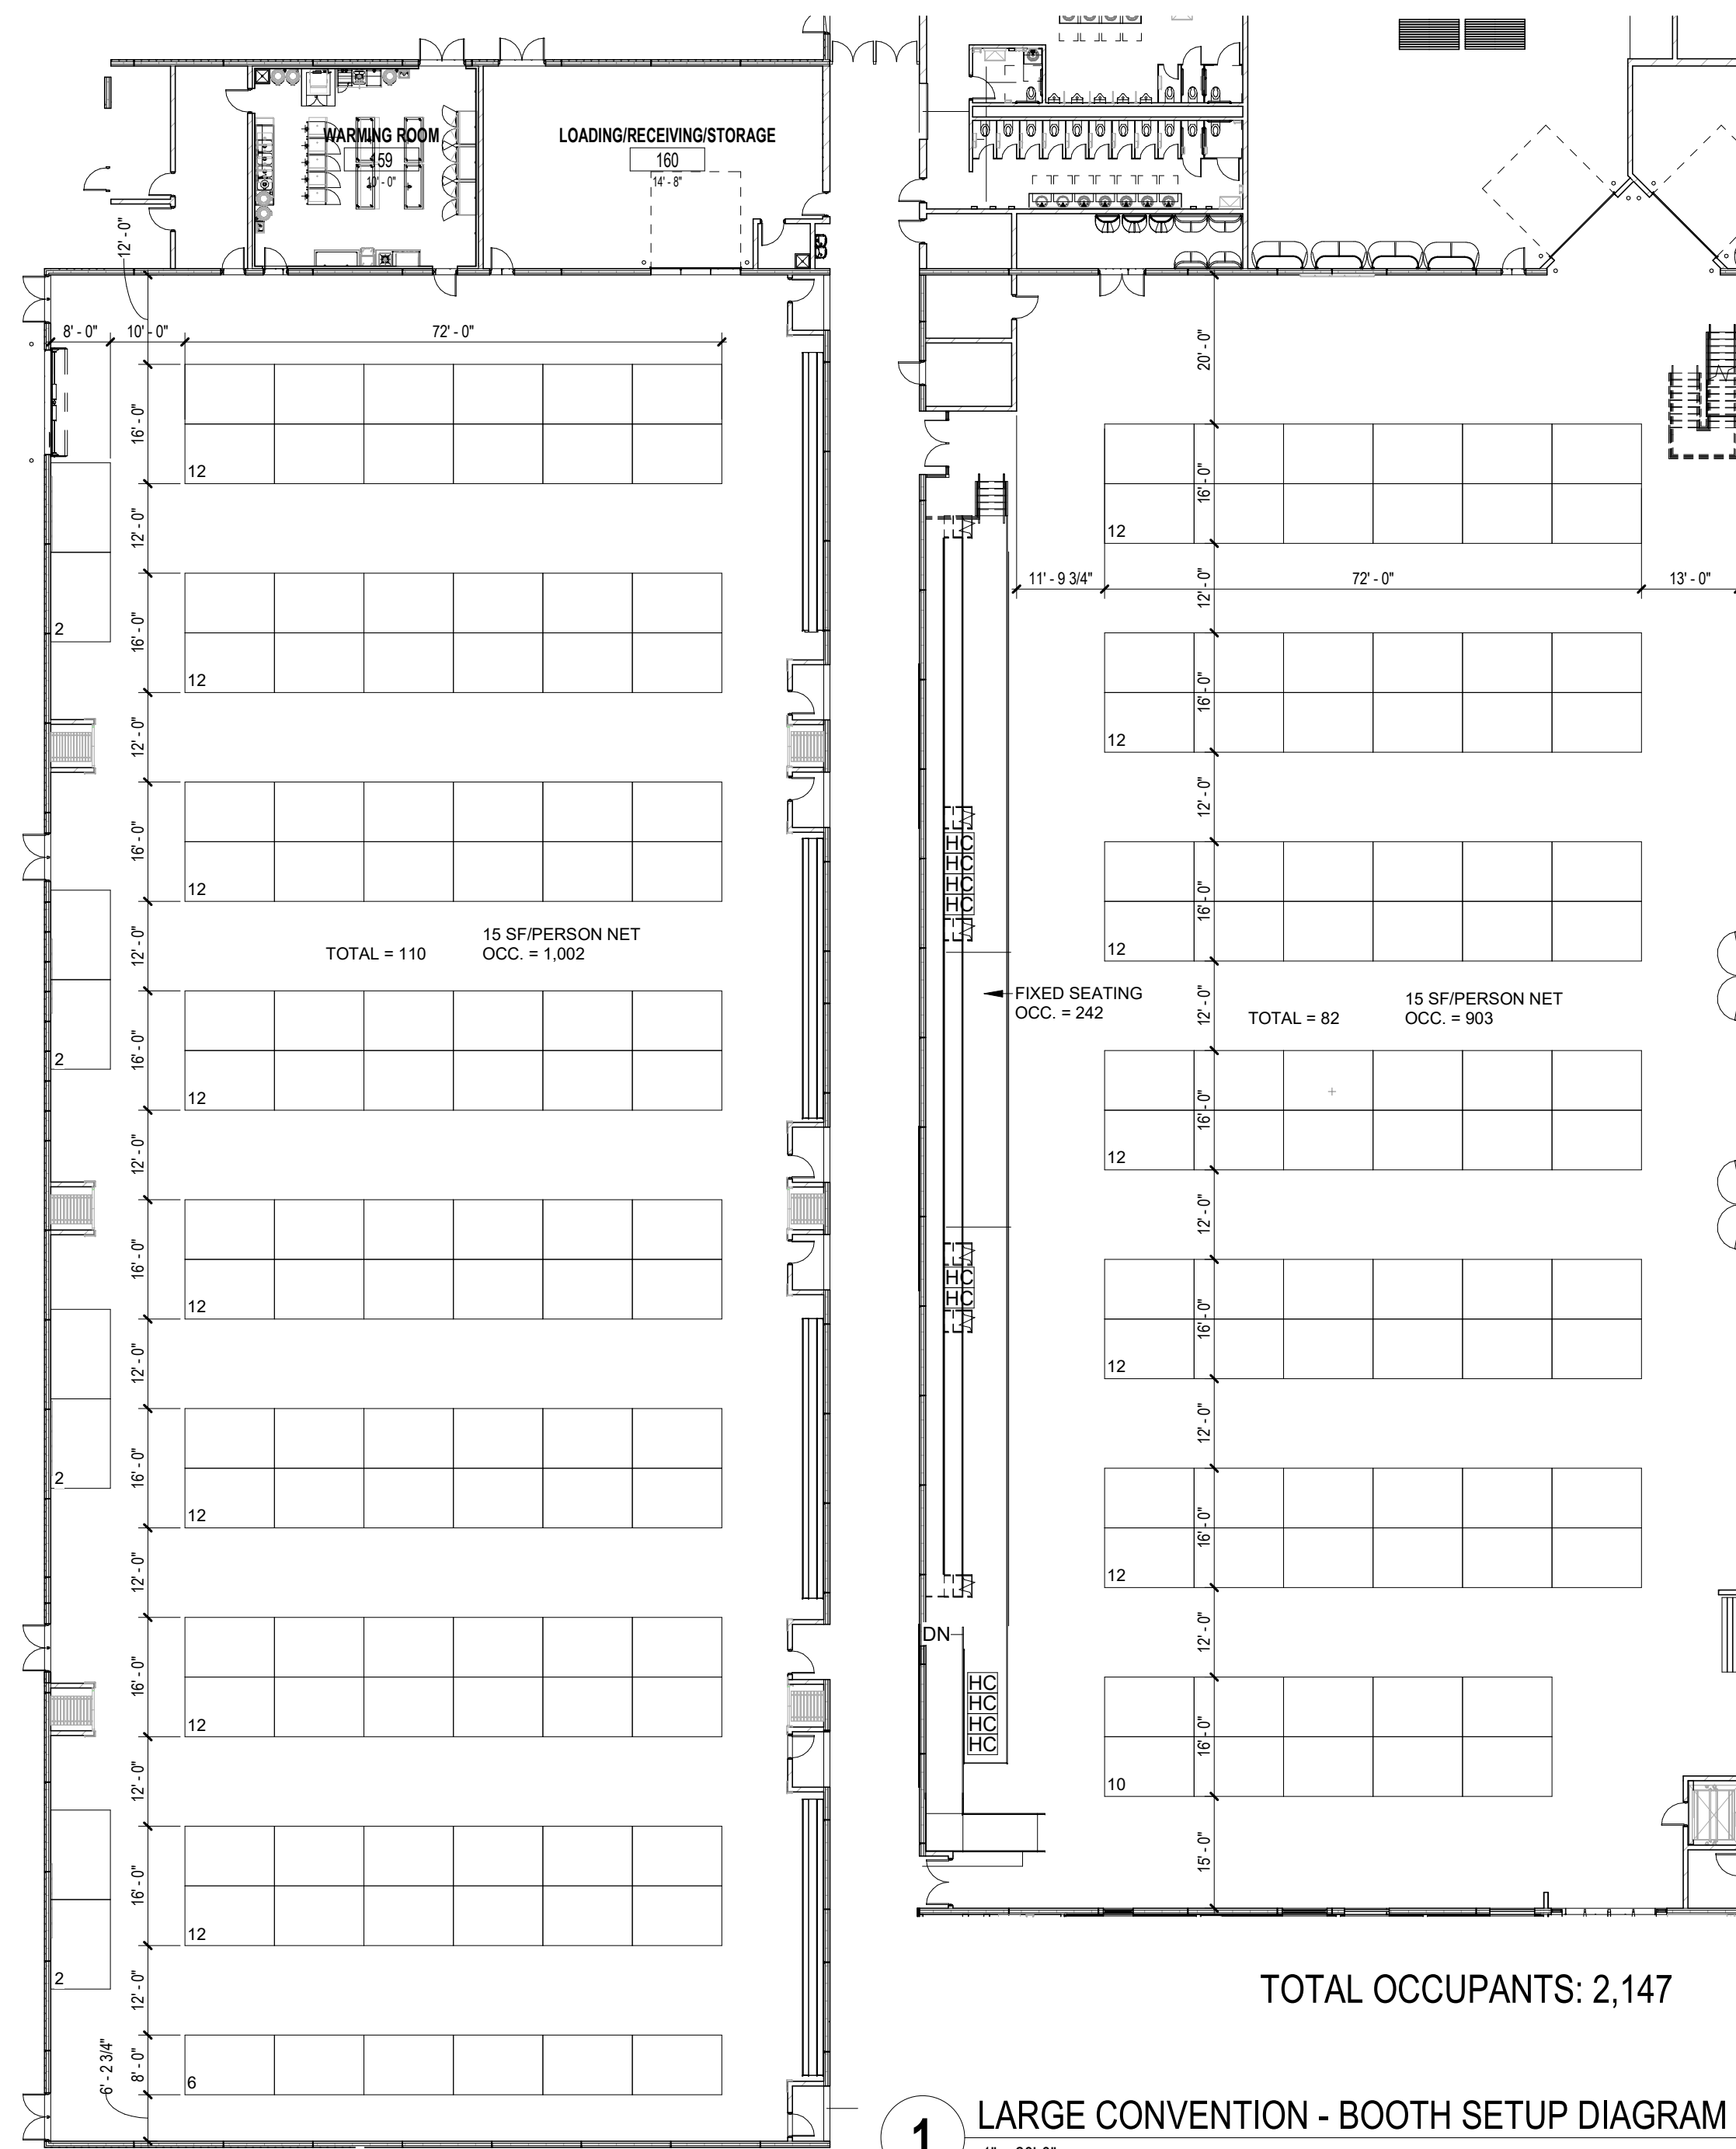 WARMING ROOM
59
10' - 0"
LOADING/RECEIVING/STORAGE
160
14' - 8"
12' - 0"
8' - 0"
10' - 0"
72' - 0"
16' - 0"
12
12' - 0"
2
16' - 0"
12
12' - 0"
16' - 0"
12
12' - 0"
TOTAL = 110
15 SF/PERSON NET
OCC. = 1,002
2
16' - 0"
12
12' - 0"
16' - 0"
12
12' - 0"
2
16' - 0"
12
12' - 0"
16' - 0"
12
12' - 0"
16' - 0"
12
2
12' - 0"
6' - 2 3/4"
8' - 0"
6
20' - 0"
16' - 0"
12
11' - 9 3/4"
12' - 0"
72' - 0"
13' - 0"
16' - 0"
12
12' - 0"
HC
HC
HC
HC
16' - 0"
12
FIXED SEATING
OCC. = 242
12' - 0"
TOTAL = 82
15 SF/PERSON NET
OCC. = 903
16' - 0"
12
12' - 0"
HC
HC
16' - 0"
12
12' - 0"
16' - 0"
12
12' - 0"
DN
HC
HC
HC
HC
16' - 0"
10
15' - 0"
TOTAL OCCUPANTS: 2,147
1
LARGE CONVENTION - BOOTH SETUP DIAGRAM